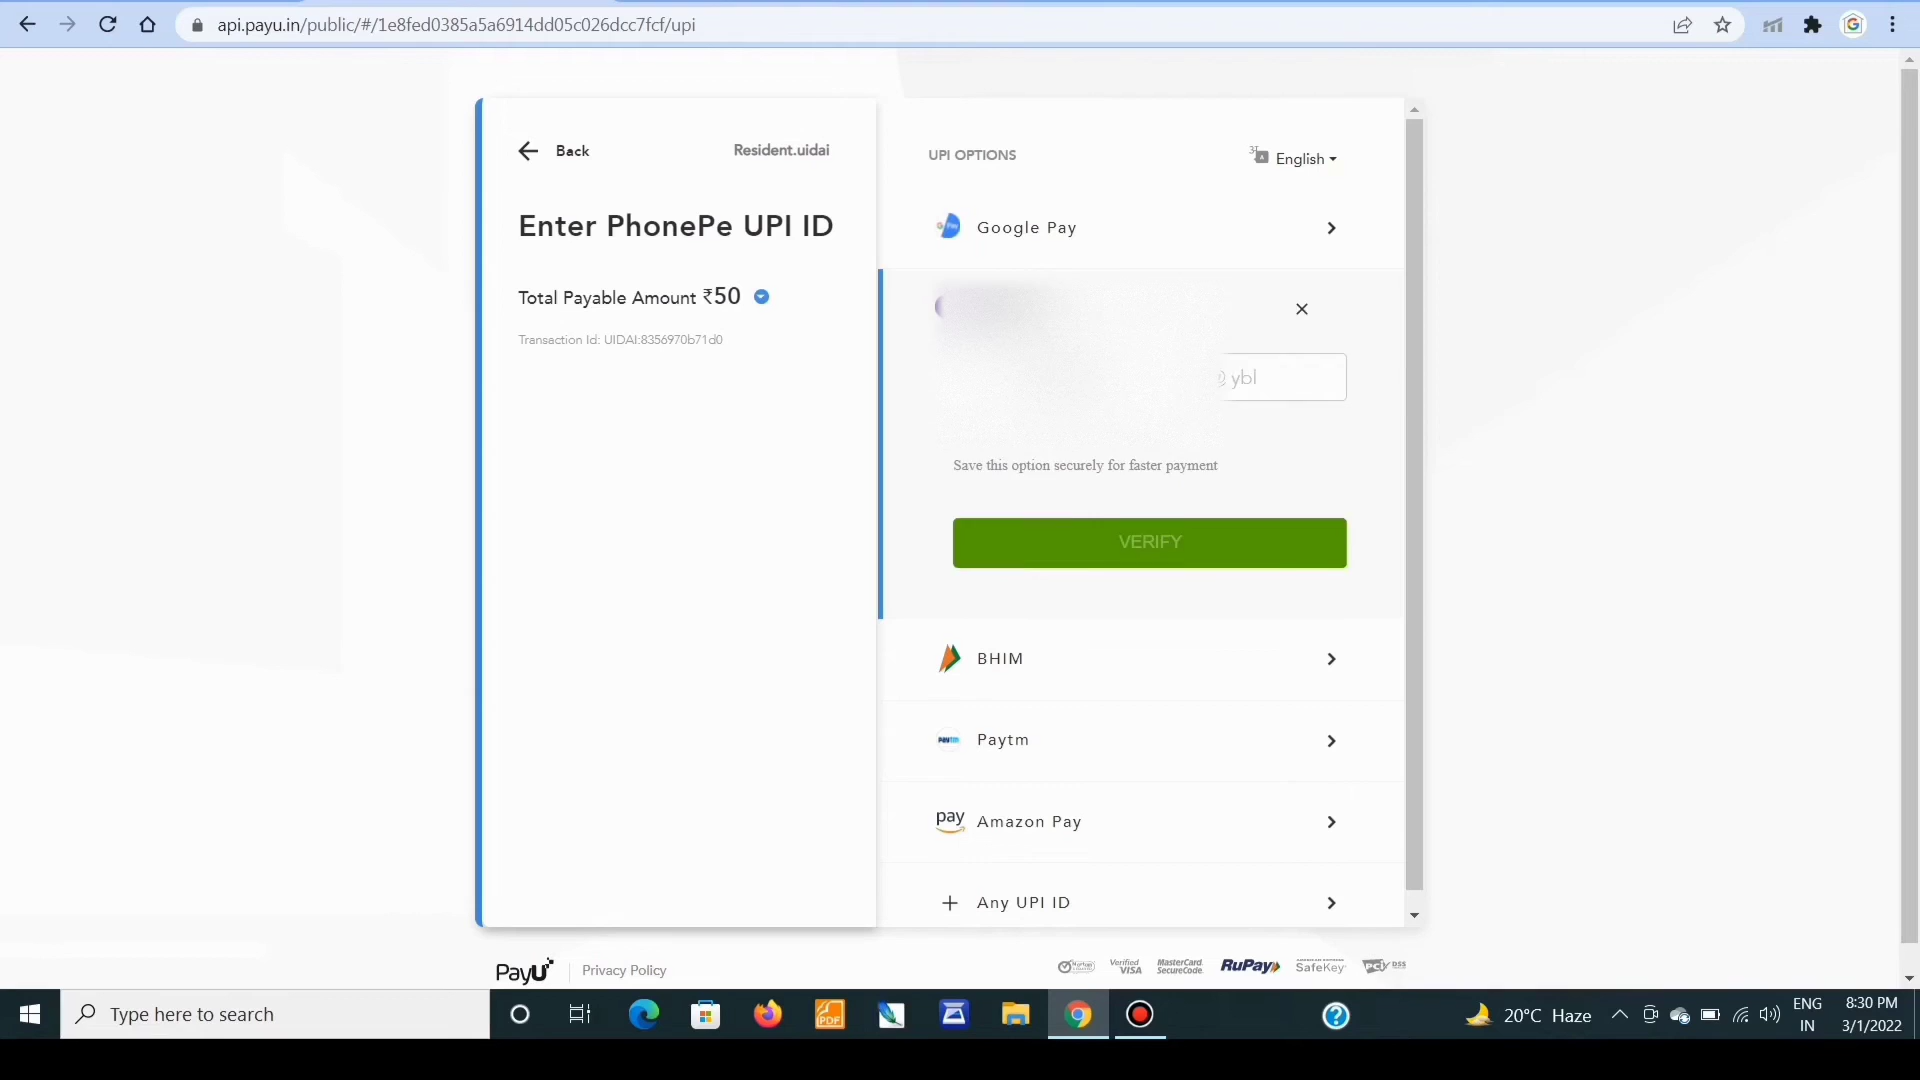 api.payu.in/public/#/1e8fed0385a5a6914dd05c026dcc7fcf/upi
Back
Resident.uidai
Enter PhonePe UPI ID
Total Payable Amount ₹50
Transaction Id: UIDAI:8356970b71d0
UPI OPTIONS
English
Google Pay
@ ybl
Save this option securely for faster payment
VERIFY
BHIM
Paytm
pay Amazon Pay
Any UPI ID
PayU
Privacy Policy
Verified VISA
MasterCard. SecureCode.
RuPay
SafeKey
PCI DSS
Type here to search
PDF
20°C Haze
ENG
IN
8:30 PM
3/1/2022